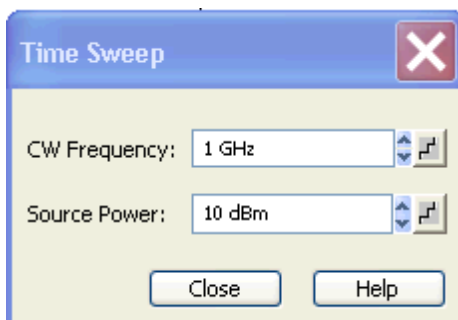 Time Sweep
CW Frequency: 1 GHz
Source Power: 10 dBm
Close Help